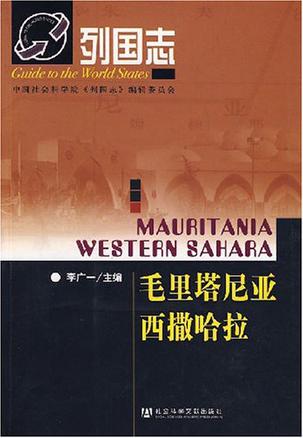 列国志
Guide to the World States
中国社会科学院《列国志》编辑委员会
MAURITANIA
WESTERN SAHARA
李广一/主编
毛里塔尼亚
西撒哈拉
社会科学文献出版社